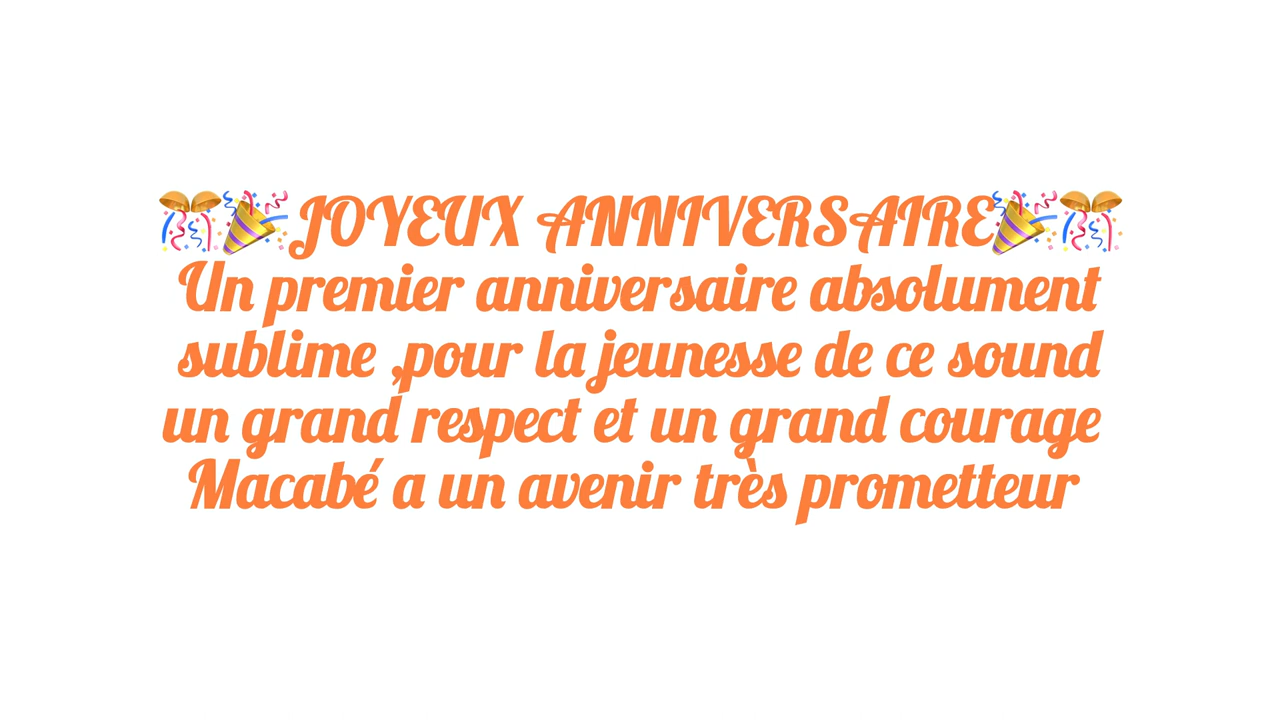 🎊🎉JOYEUX ANNIVERSAIRE🎉🎊
Un premier anniversaire absolument
sublime ,pour la jeunesse de ce sound
un grand respect et un grand courage
Macabé a un avenir très prometteur